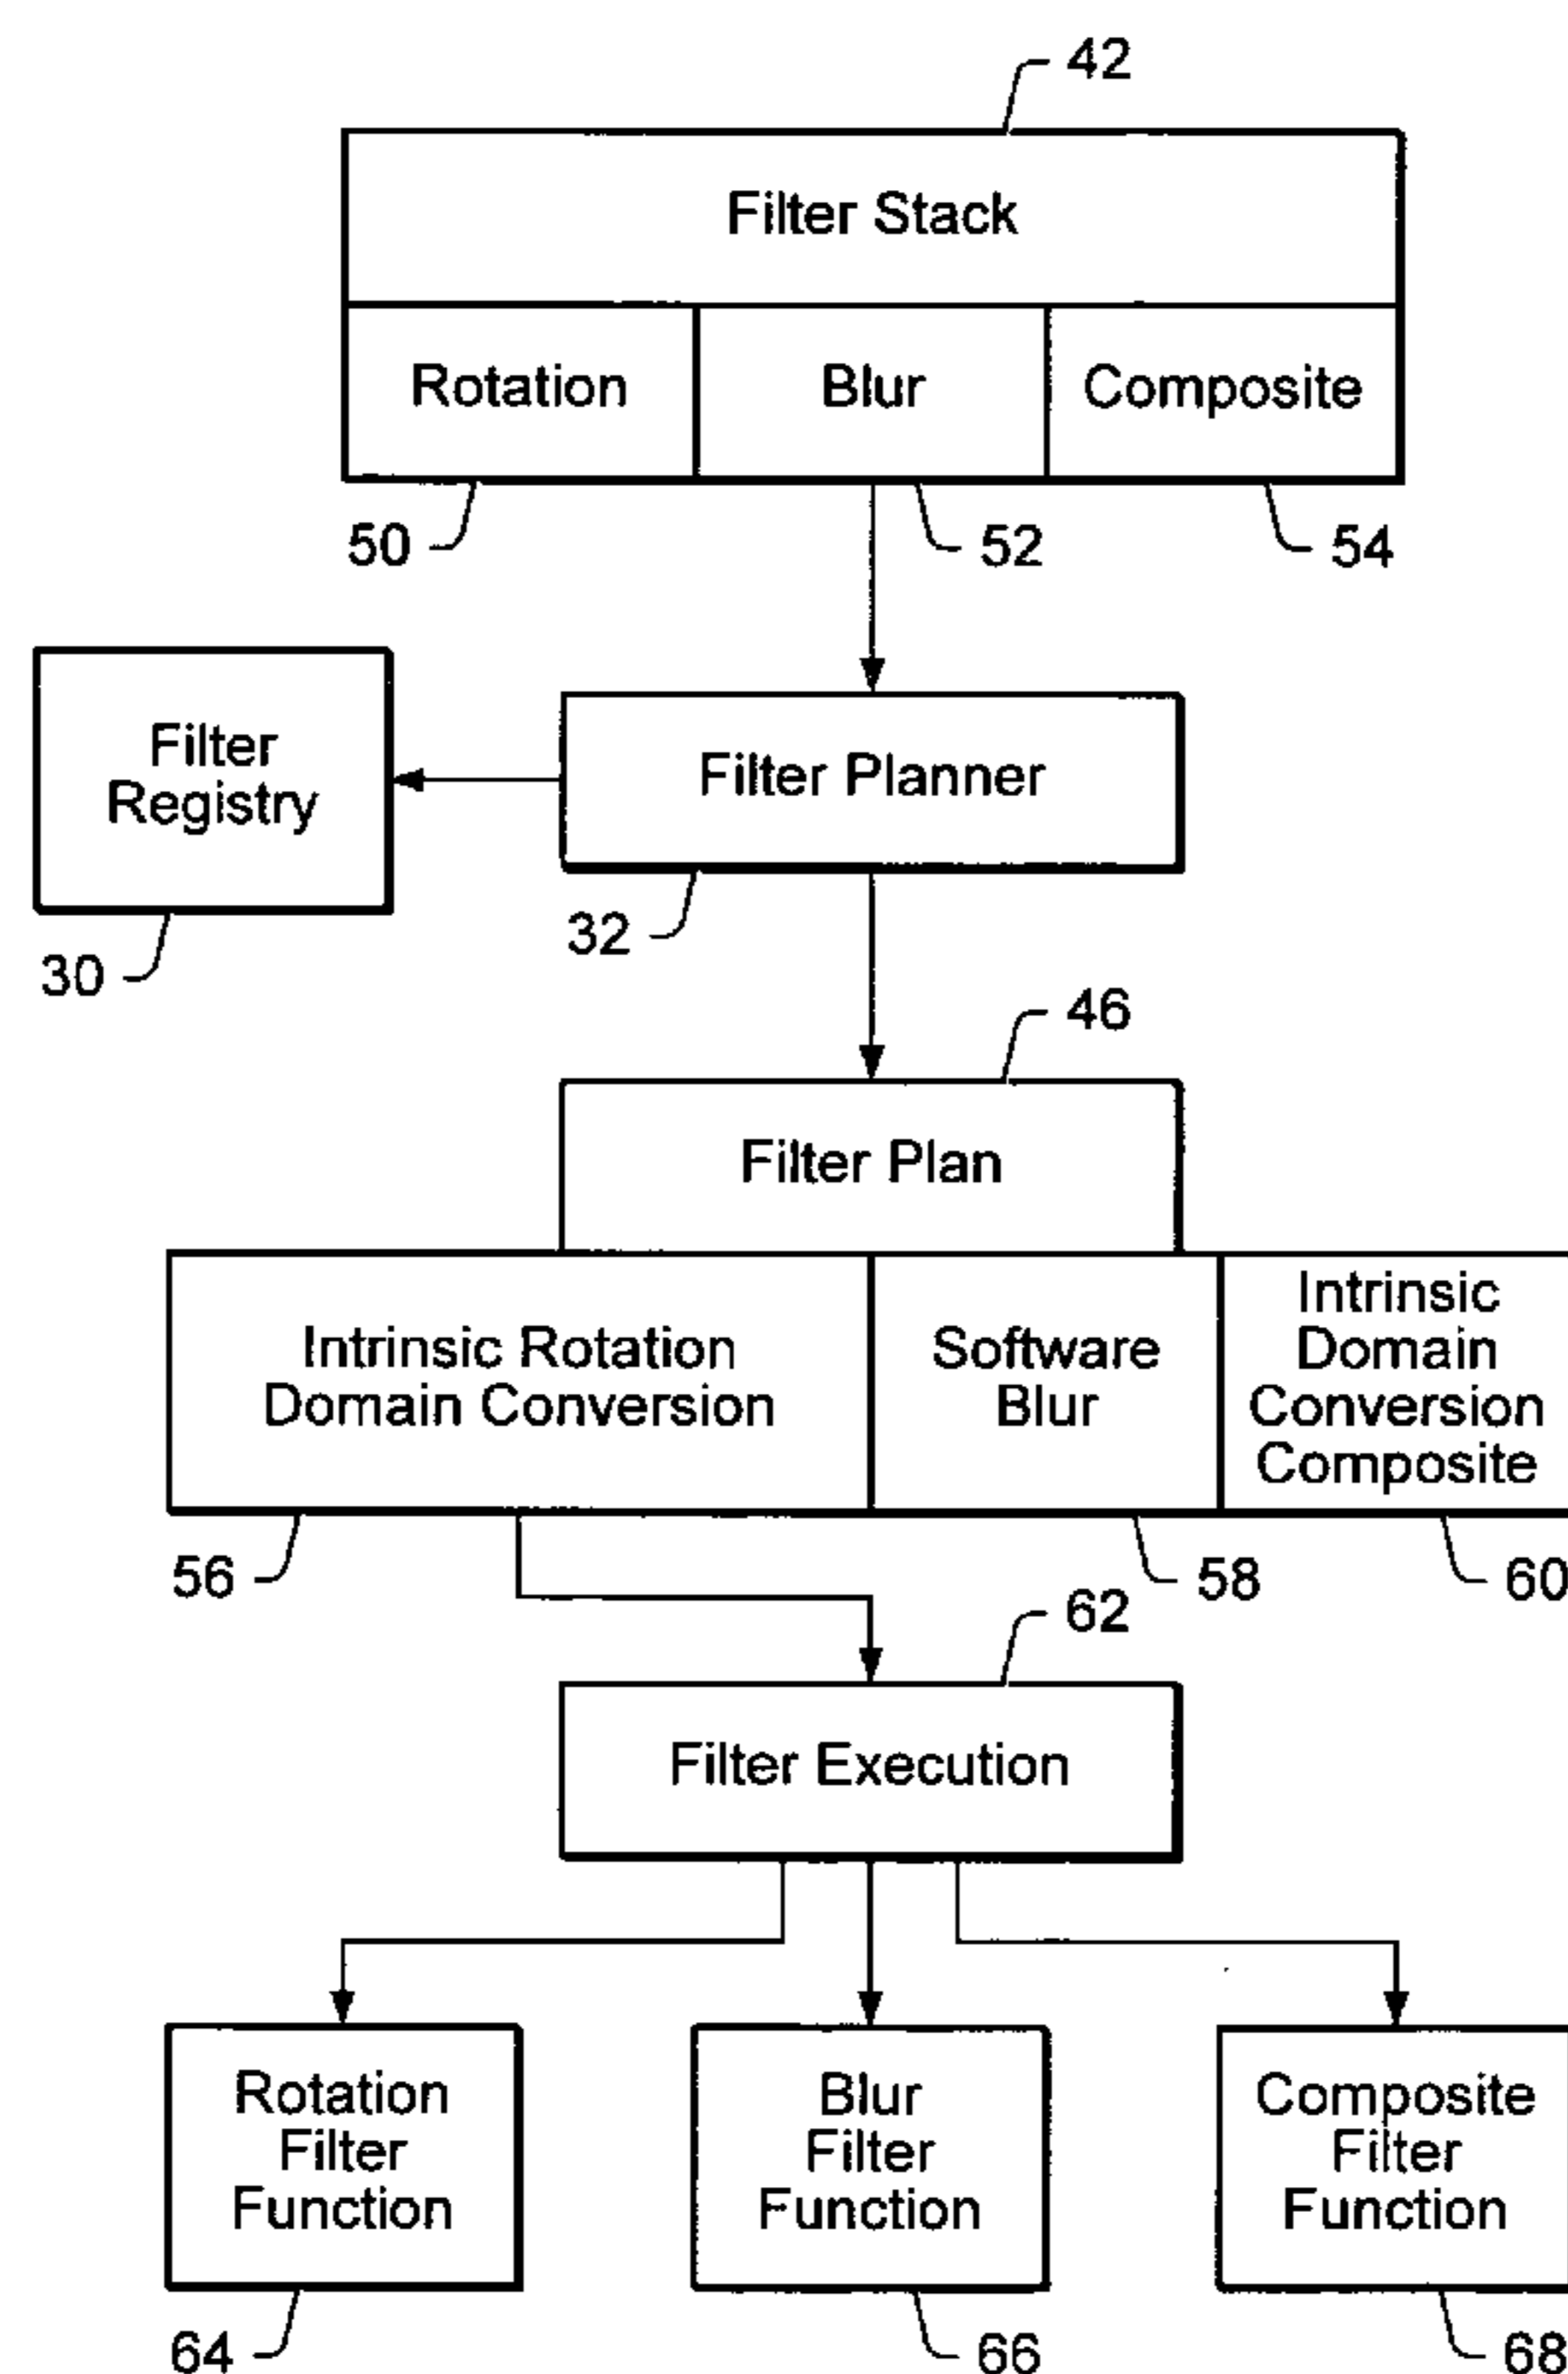 42
Filter Stack
Rotation
Blur
Composite
50
52
54
Filter
Registry
Filter Planner
32
30
46
Filter Plan
Intrinsic Rotation
Domain Conversion
Software
Blur
Intrinsic
Domain
Conversion
Composite
56
58
60
62
Filter Execution
Rotation
Filter
Function
Blur
Filter
Function
Composite
Filter
Function
64
66
68